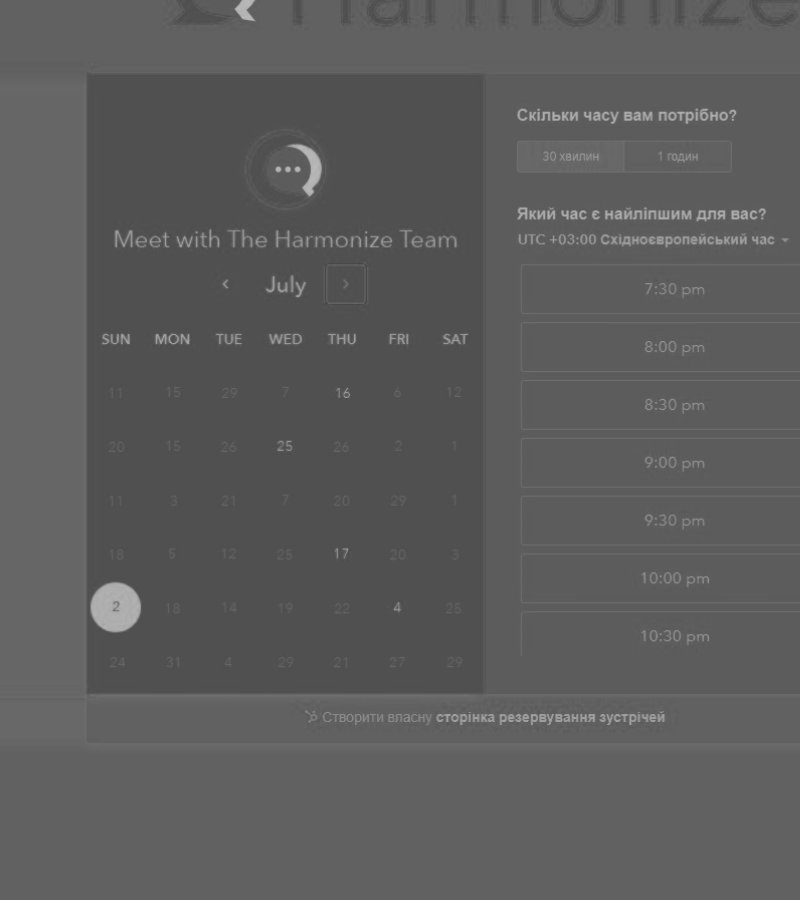 Harmonize
Meet with The Harmonize Team
July
SUN MON TUE WED THU FRI SAT
11 15 29 7 16 6 12
20 15 26 25 26 2 1
11 3 21 7 20 29 1
18 5 12 25 17 20 3
2 18 14 19 22 4 25
24 31 4 29 21 27 29
Скільки часу вам потрібно?
30 хвилин 1 годин
Який час є найліпшим для вас?
UTC +03:00 Східноєвропейський час
7:30 pm
8:00 pm
8:30 pm
9:00 pm
9:30 pm
10:00 pm
10:30 pm
Створити власну сторінка резервування зустрічей